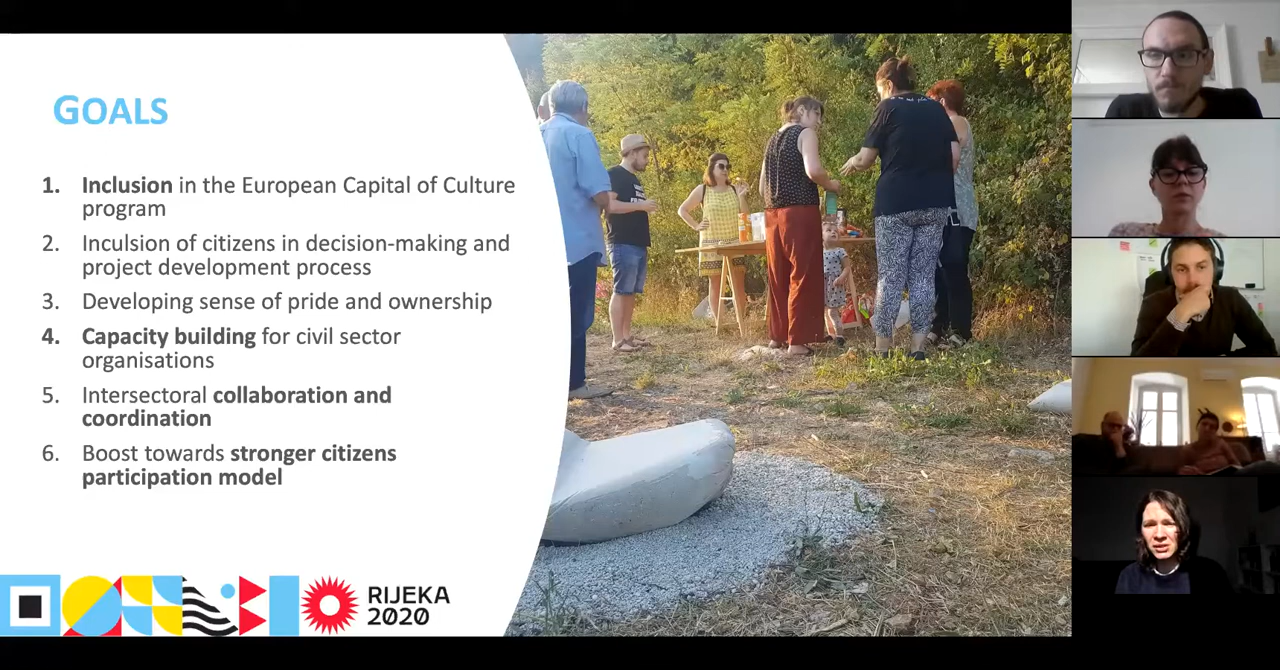 GOALS
1. Inclusion in the European Capital of Culture
program
2. Inculsion of citizens in decision-making and
project development process
3. Developing sense of pride and ownership
4. Capacity building for civil sector
organisations
5. Intersectoral collaboration and
coordination
6. Boost towards stronger citizens
participation model
RIJEKA
2020